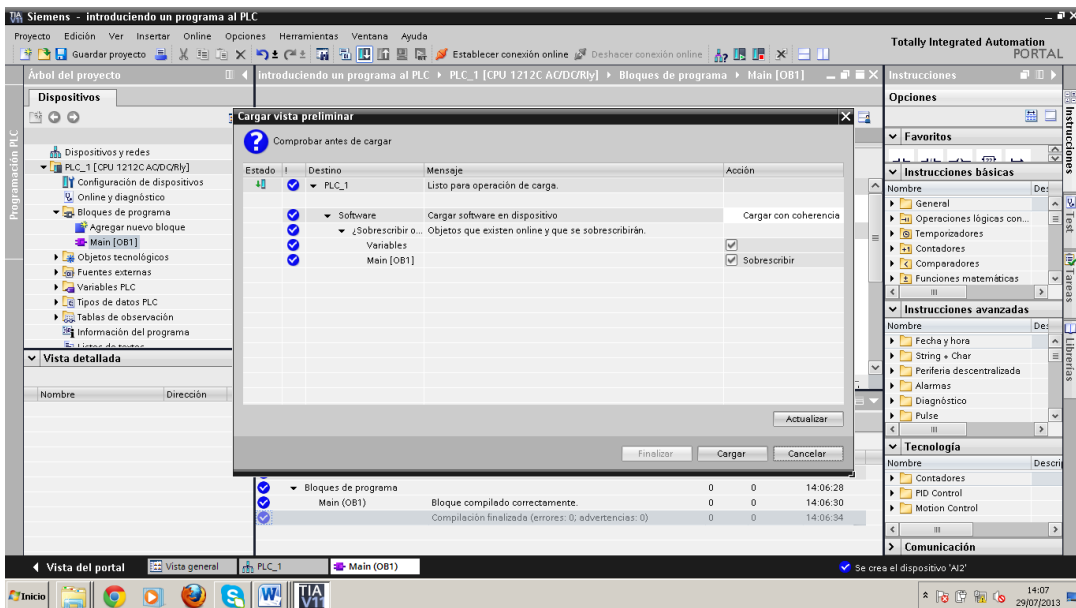 Siemens - introduciendo un programa al PLC
Proyecto Edición Ver Insertar Online Opciones Herramientas Ventana Ayuda
Guardar proyecto Establecer conexión online Deshacer conexión online
Totally Integrated Automation
PORTAL
Árbol del proyecto
introduciendo un programa al PLC PLC_1 [CPU 1212C AC/DC/Rly] Bloques de programa Main [OB1]
Instrucciones
Dispositivos
Opciones
Programación PLC
Dispositivos y redes
PLC_1 [CPU 1212C AC/DC/Rly]
Configuración de dispositivos
Online y diagnóstico
Bloques de programa
Agregar nuevo bloque
Main [OB1]
Objetos tecnológicos
Fuentes externas
Variables PLC
Tipos de datos PLC
Tablas de observación
Información del programa
Listas de textos
Vista detallada
Nombre Dirección
Cargar vista preliminar
Comprobar antes de cargar
Estado ! Destino Mensaje Acción
PLC_1 Listo para operación de carga.
Software Cargar software en dispositivo Cargar con coherencia
¿Sobrescribir o... Objetos que existen online y que se sobrescribirán.
Variables
Main [OB1] Sobrescribir
Actualizar
Finalizar Cargar Cancelar
Bloques de programa 0 0 14:06:28
Main (OB1) Bloque compilado correctamente. 0 0 14:06:30
Compilación finalizada (errores: 0; advertencias: 0) 0 0 14:06:34
Favoritos
Instrucciones básicas
Nombre Des
General
Operaciones lógicas con...
Temporizadores
Contadores
Comparadores
Funciones matemáticas
Instrucciones avanzadas
Nombre Des
Fecha y hora
String + Char
Periferia descentralizada
Alarmas
Diagnóstico
Pulse
Tecnología
Nombre Descrip
Contadores
PID Control
Motion Control
Comunicación
Instrucciones
Test
Tareas
Librerías
Vista del portal Vista general PLC_1 Main (OB1) Se crea el dispositivo 'AI2'
Inicio
TIA
V11
14:07
29/07/2013